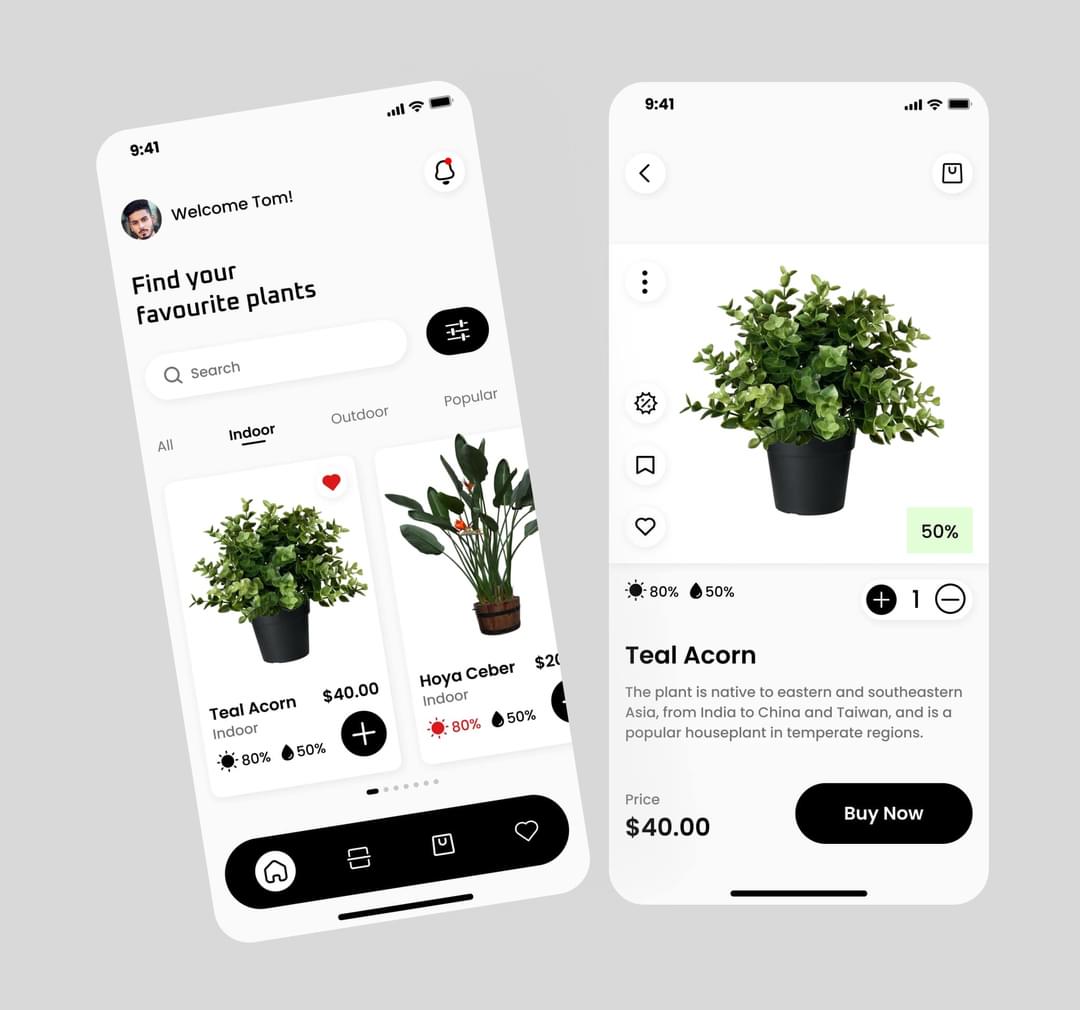 9:41
Welcome Tom!
Find your
favourite plants
Search
All Indoor Outdoor Popular
Teal Acorn $40.00
Indoor
80% 50%
Hoya Ceber
Indoor
80% 50%
9:41
50%
80% 50%
1
Teal Acorn
The plant is native to eastern and southeastern
Asia, from India to China and Taiwan, and is a
popular houseplant in temperate regions.
Price
$40.00
Buy Now